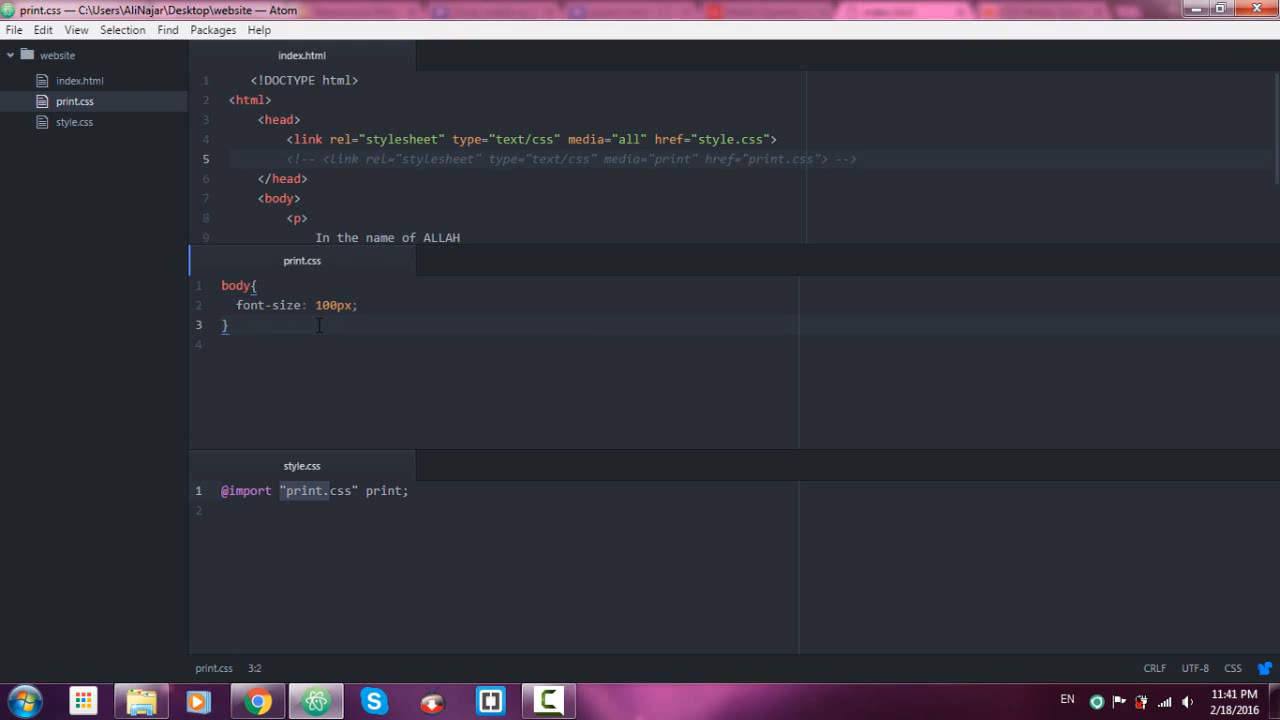 print.css — C:\Users\AliNajar\Desktop\website — Atom
File Edit View Selection Find Packages Help
website
index.html
print.css
style.css
index.html
1 <!DOCTYPE html>
2 <html>
3 <head>
4 <link rel="stylesheet" type="text/css" media="all" href="style.css">
5 <!-- <link rel="stylesheet" type="text/css" media="print" href="print.css"> -->
6 </head>
7 <body>
8 <p>
9 In the name of ALLAH
print.css
1 body{
2 font-size: 100px;
3 }
4
style.css
1 @import "print.css" print;
2
print.css 3:2 CRLF UTF-8 CSS
EN
11:41 PM
2/18/2016